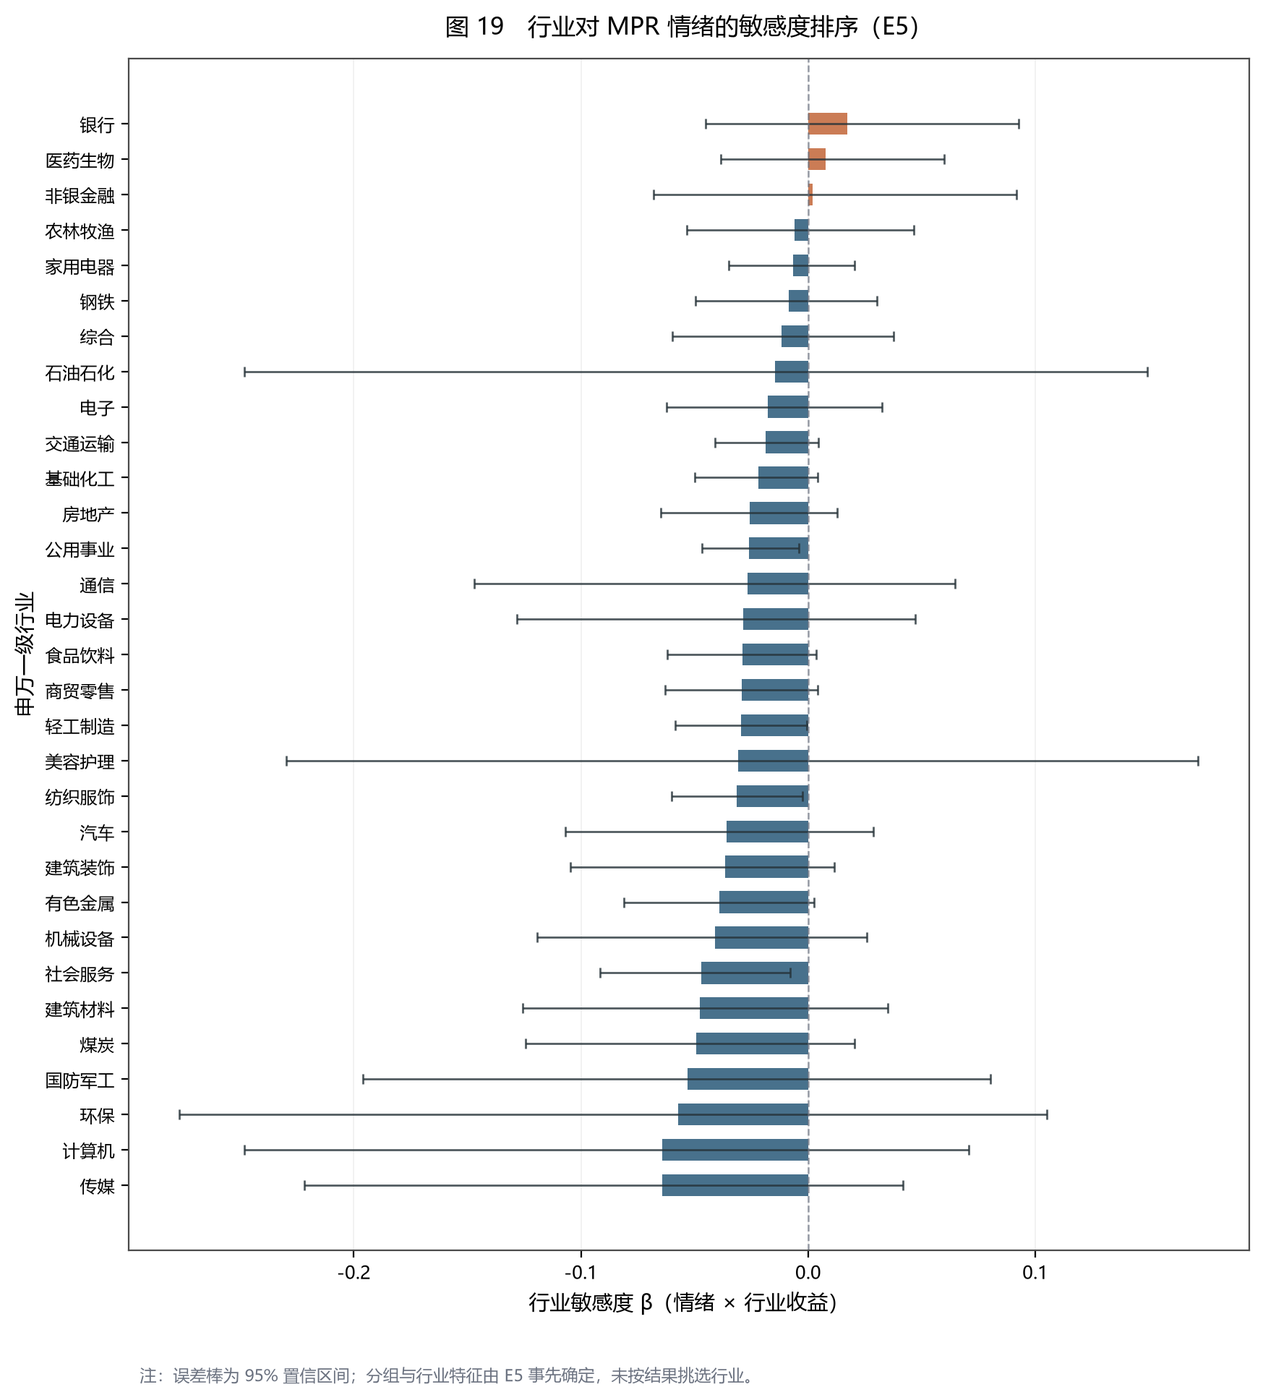 图 19　行业对 MPR 情绪的敏感度排序（E5）
申万一级行业
银行
医药生物
非银金融
农林牧渔
家用电器
钢铁
综合
石油石化
电子
交通运输
基础化工
房地产
公用事业
通信
电力设备
食品饮料
商贸零售
轻工制造
美容护理
纺织服饰
汽车
建筑装饰
有色金属
机械设备
社会服务
建筑材料
煤炭
国防军工
环保
计算机
传媒
-0.2 -0.1 0.0 0.1
行业敏感度 β（情绪 × 行业收益）
注：误差棒为 95% 置信区间；分组与行业特征由 E5 事先确定，未按结果挑选行业。